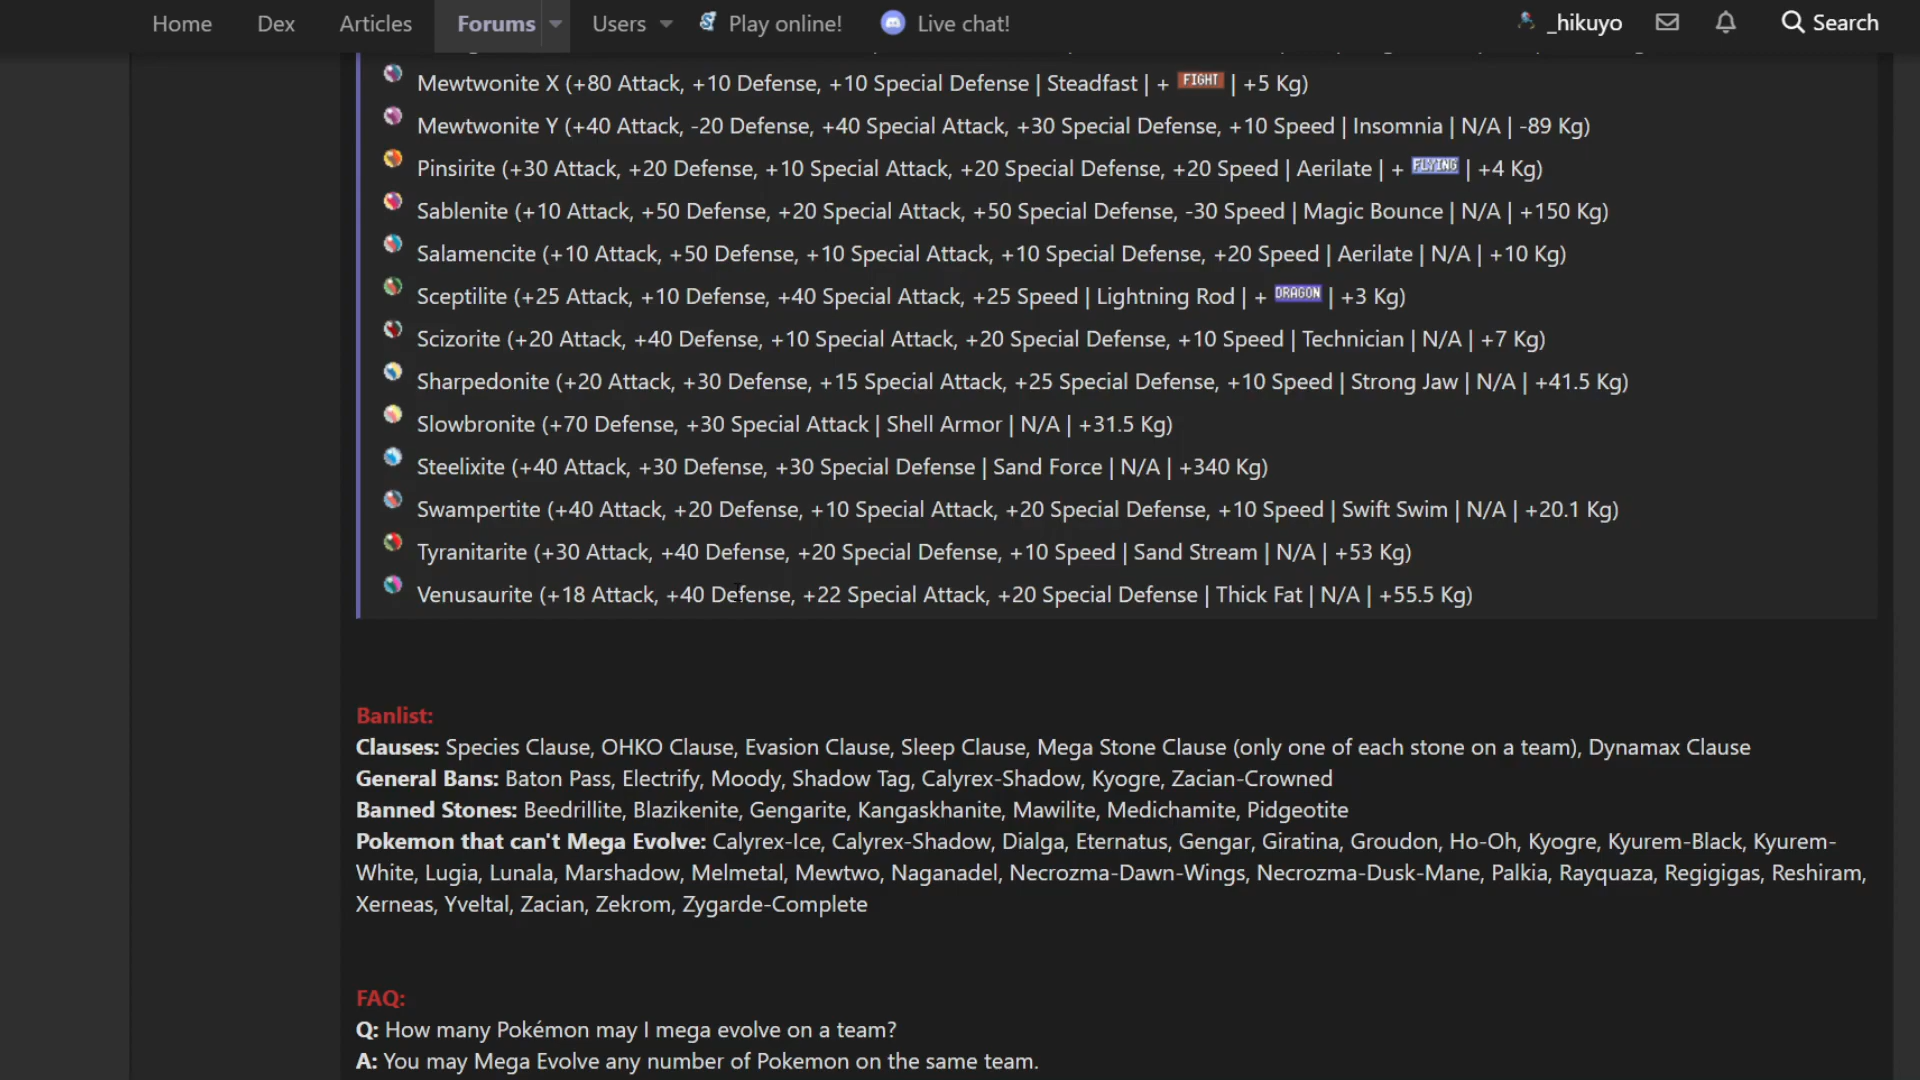 Home Dex Articles Forums Users Play online! Live chat! _hikuyo Search
Mewtwonite X (+80 Attack, +10 Defense, +10 Special Defense | Steadfast | + FIGHT | +5 Kg)
Mewtwonite Y (+40 Attack, -20 Defense, +40 Special Attack, +30 Special Defense, +10 Speed | Insomnia | N/A | -89 Kg)
Pinsirite (+30 Attack, +20 Defense, +10 Special Attack, +20 Special Defense, +20 Speed | Aerilate | + FLYING | +4 Kg)
Sablenite (+10 Attack, +50 Defense, +20 Special Attack, +50 Special Defense, -30 Speed | Magic Bounce | N/A | +150 Kg)
Salamencite (+10 Attack, +50 Defense, +10 Special Attack, +10 Special Defense, +20 Speed | Aerilate | N/A | +10 Kg)
Sceptilite (+25 Attack, +10 Defense, +40 Special Attack, +25 Speed | Lightning Rod | + DRAGON | +3 Kg)
Scizorite (+20 Attack, +40 Defense, +10 Special Attack, +20 Special Defense, +10 Speed | Technician | N/A | +7 Kg)
Sharpedonite (+20 Attack, +30 Defense, +15 Special Attack, +25 Special Defense, +10 Speed | Strong Jaw | N/A | +41.5 Kg)
Slowbronite (+70 Defense, +30 Special Attack | Shell Armor | N/A | +31.5 Kg)
Steelixite (+40 Attack, +30 Defense, +30 Special Defense | Sand Force | N/A | +340 Kg)
Swampertite (+40 Attack, +20 Defense, +10 Special Attack, +20 Special Defense, +10 Speed | Swift Swim | N/A | +20.1 Kg)
Tyranitarite (+30 Attack, +40 Defense, +20 Special Defense, +10 Speed | Sand Stream | N/A | +53 Kg)
Venusaurite (+18 Attack, +40 Defense, +22 Special Attack, +20 Special Defense | Thick Fat | N/A | +55.5 Kg)
Banlist:
Clauses: Species Clause, OHKO Clause, Evasion Clause, Sleep Clause, Mega Stone Clause (only one of each stone on a team), Dynamax Clause
General Bans: Baton Pass, Electrify, Moody, Shadow Tag, Calyrex-Shadow, Kyogre, Zacian-Crowned
Banned Stones: Beedrillite, Blazikenite, Gengarite, Kangaskhanite, Mawilite, Medichamite, Pidgeotite
Pokemon that can't Mega Evolve: Calyrex-Ice, Calyrex-Shadow, Dialga, Eternatus, Gengar, Giratina, Groudon, Ho-Oh, Kyogre, Kyurem-Black, Kyurem-
White, Lugia, Lunala, Marshadow, Melmetal, Mewtwo, Naganadel, Necrozma-Dawn-Wings, Necrozma-Dusk-Mane, Palkia, Rayquaza, Regigigas, Reshiram,
Xerneas, Yveltal, Zacian, Zekrom, Zygarde-Complete
FAQ:
Q: How many Pokémon may I mega evolve on a team?
A: You may Mega Evolve any number of Pokemon on the same team.